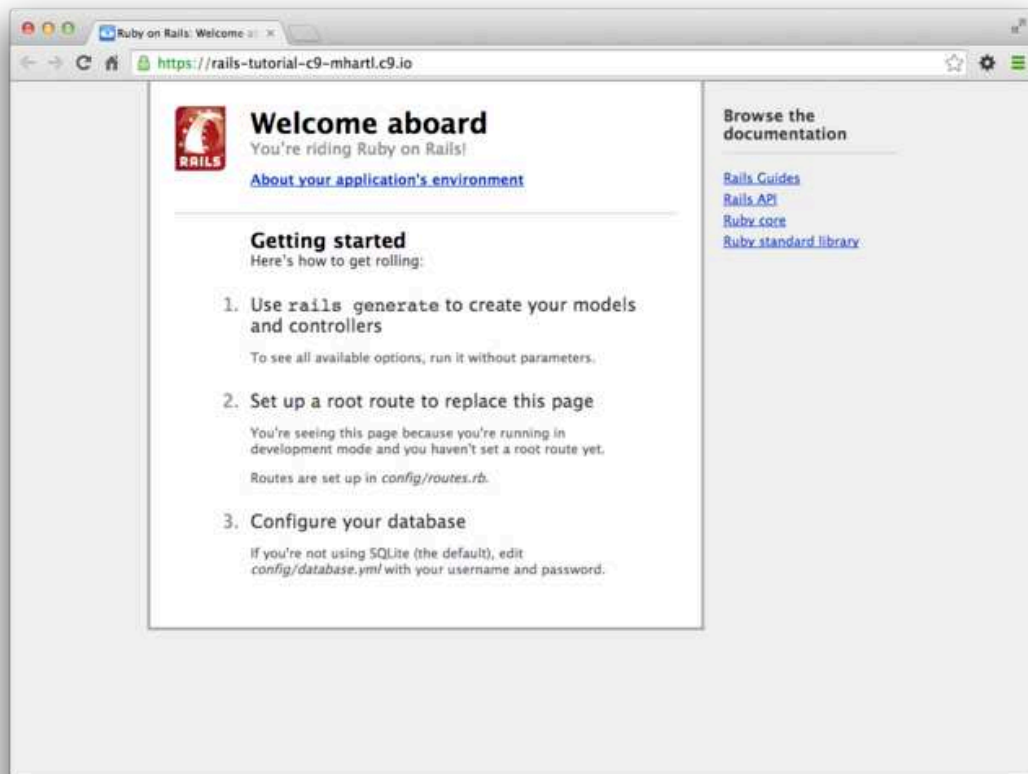 Ruby on Rails: Welcome
https://rails-tutorial-c9-mhartl.c9.io
RAILS
Welcome aboard
You're riding Ruby on Rails!
About your application's environment
Getting started
Here's how to get rolling:
1. Use rails generate to create your models
and controllers
To see all available options, run it without parameters.
2. Set up a root route to replace this page
You're seeing this page because you're running in
development mode and you haven't set a root route yet.
Routes are set up in config/routes.rb.
3. Configure your database
If you're not using SQLite (the default), edit
config/database.yml with your username and password.
Browse the
documentation
Rails Guides
Rails API
Ruby core
Ruby standard library